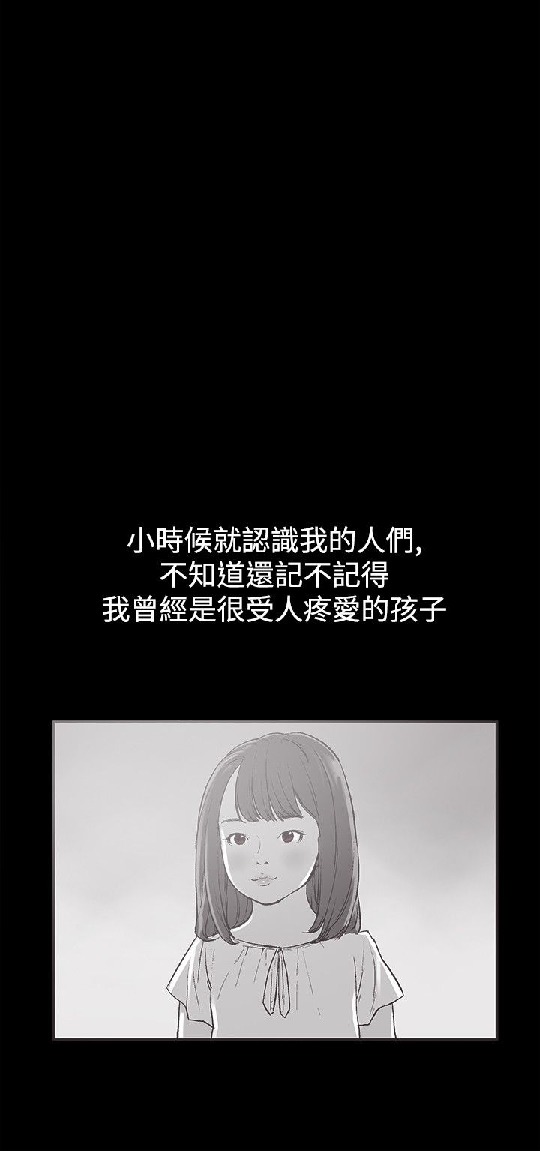 小時候就認識我的人們,
不知道還記不記得
我曾經是很受人疼愛的孩子